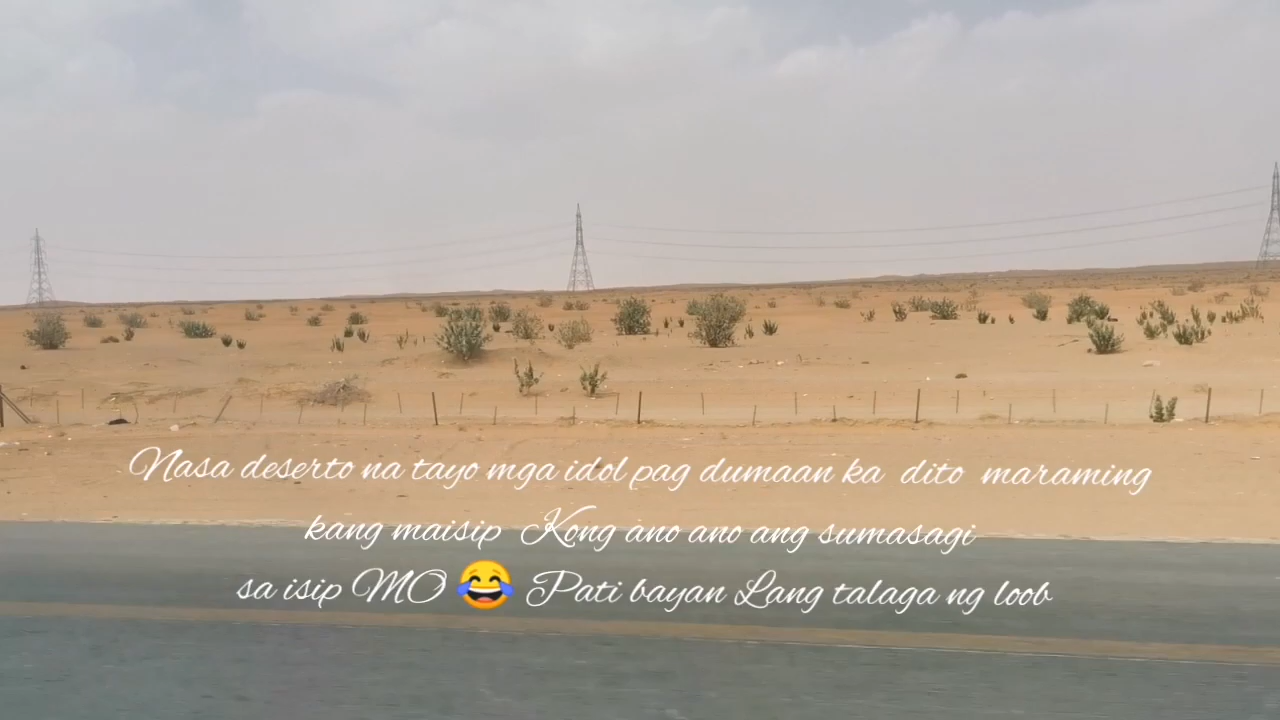 Nasa deserto na tayo mga idol pag dumaan ka dito maraming
kang maisip Kong ano ano ang sumasagi
sa isip MO 😂 Pati bayan Lang talaga ng loob